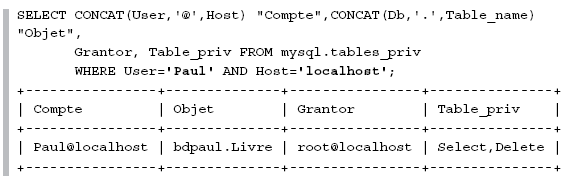 SELECT CONCAT(User,'@',Host) "Compte",CONCAT(Db,'.',Table_name)
"Objet",
       Grantor, Table_priv FROM mysql.tables_priv
       WHERE User='Paul' AND Host='localhost';
+----------------+--------------+----------------+---------------+
| Compte         | Objet        | Grantor        | Table_priv    |
+----------------+--------------+----------------+---------------+
| Paul@localhost | bdpaul.Livre | root@localhost | Select,Delete |
+----------------+--------------+----------------+---------------+